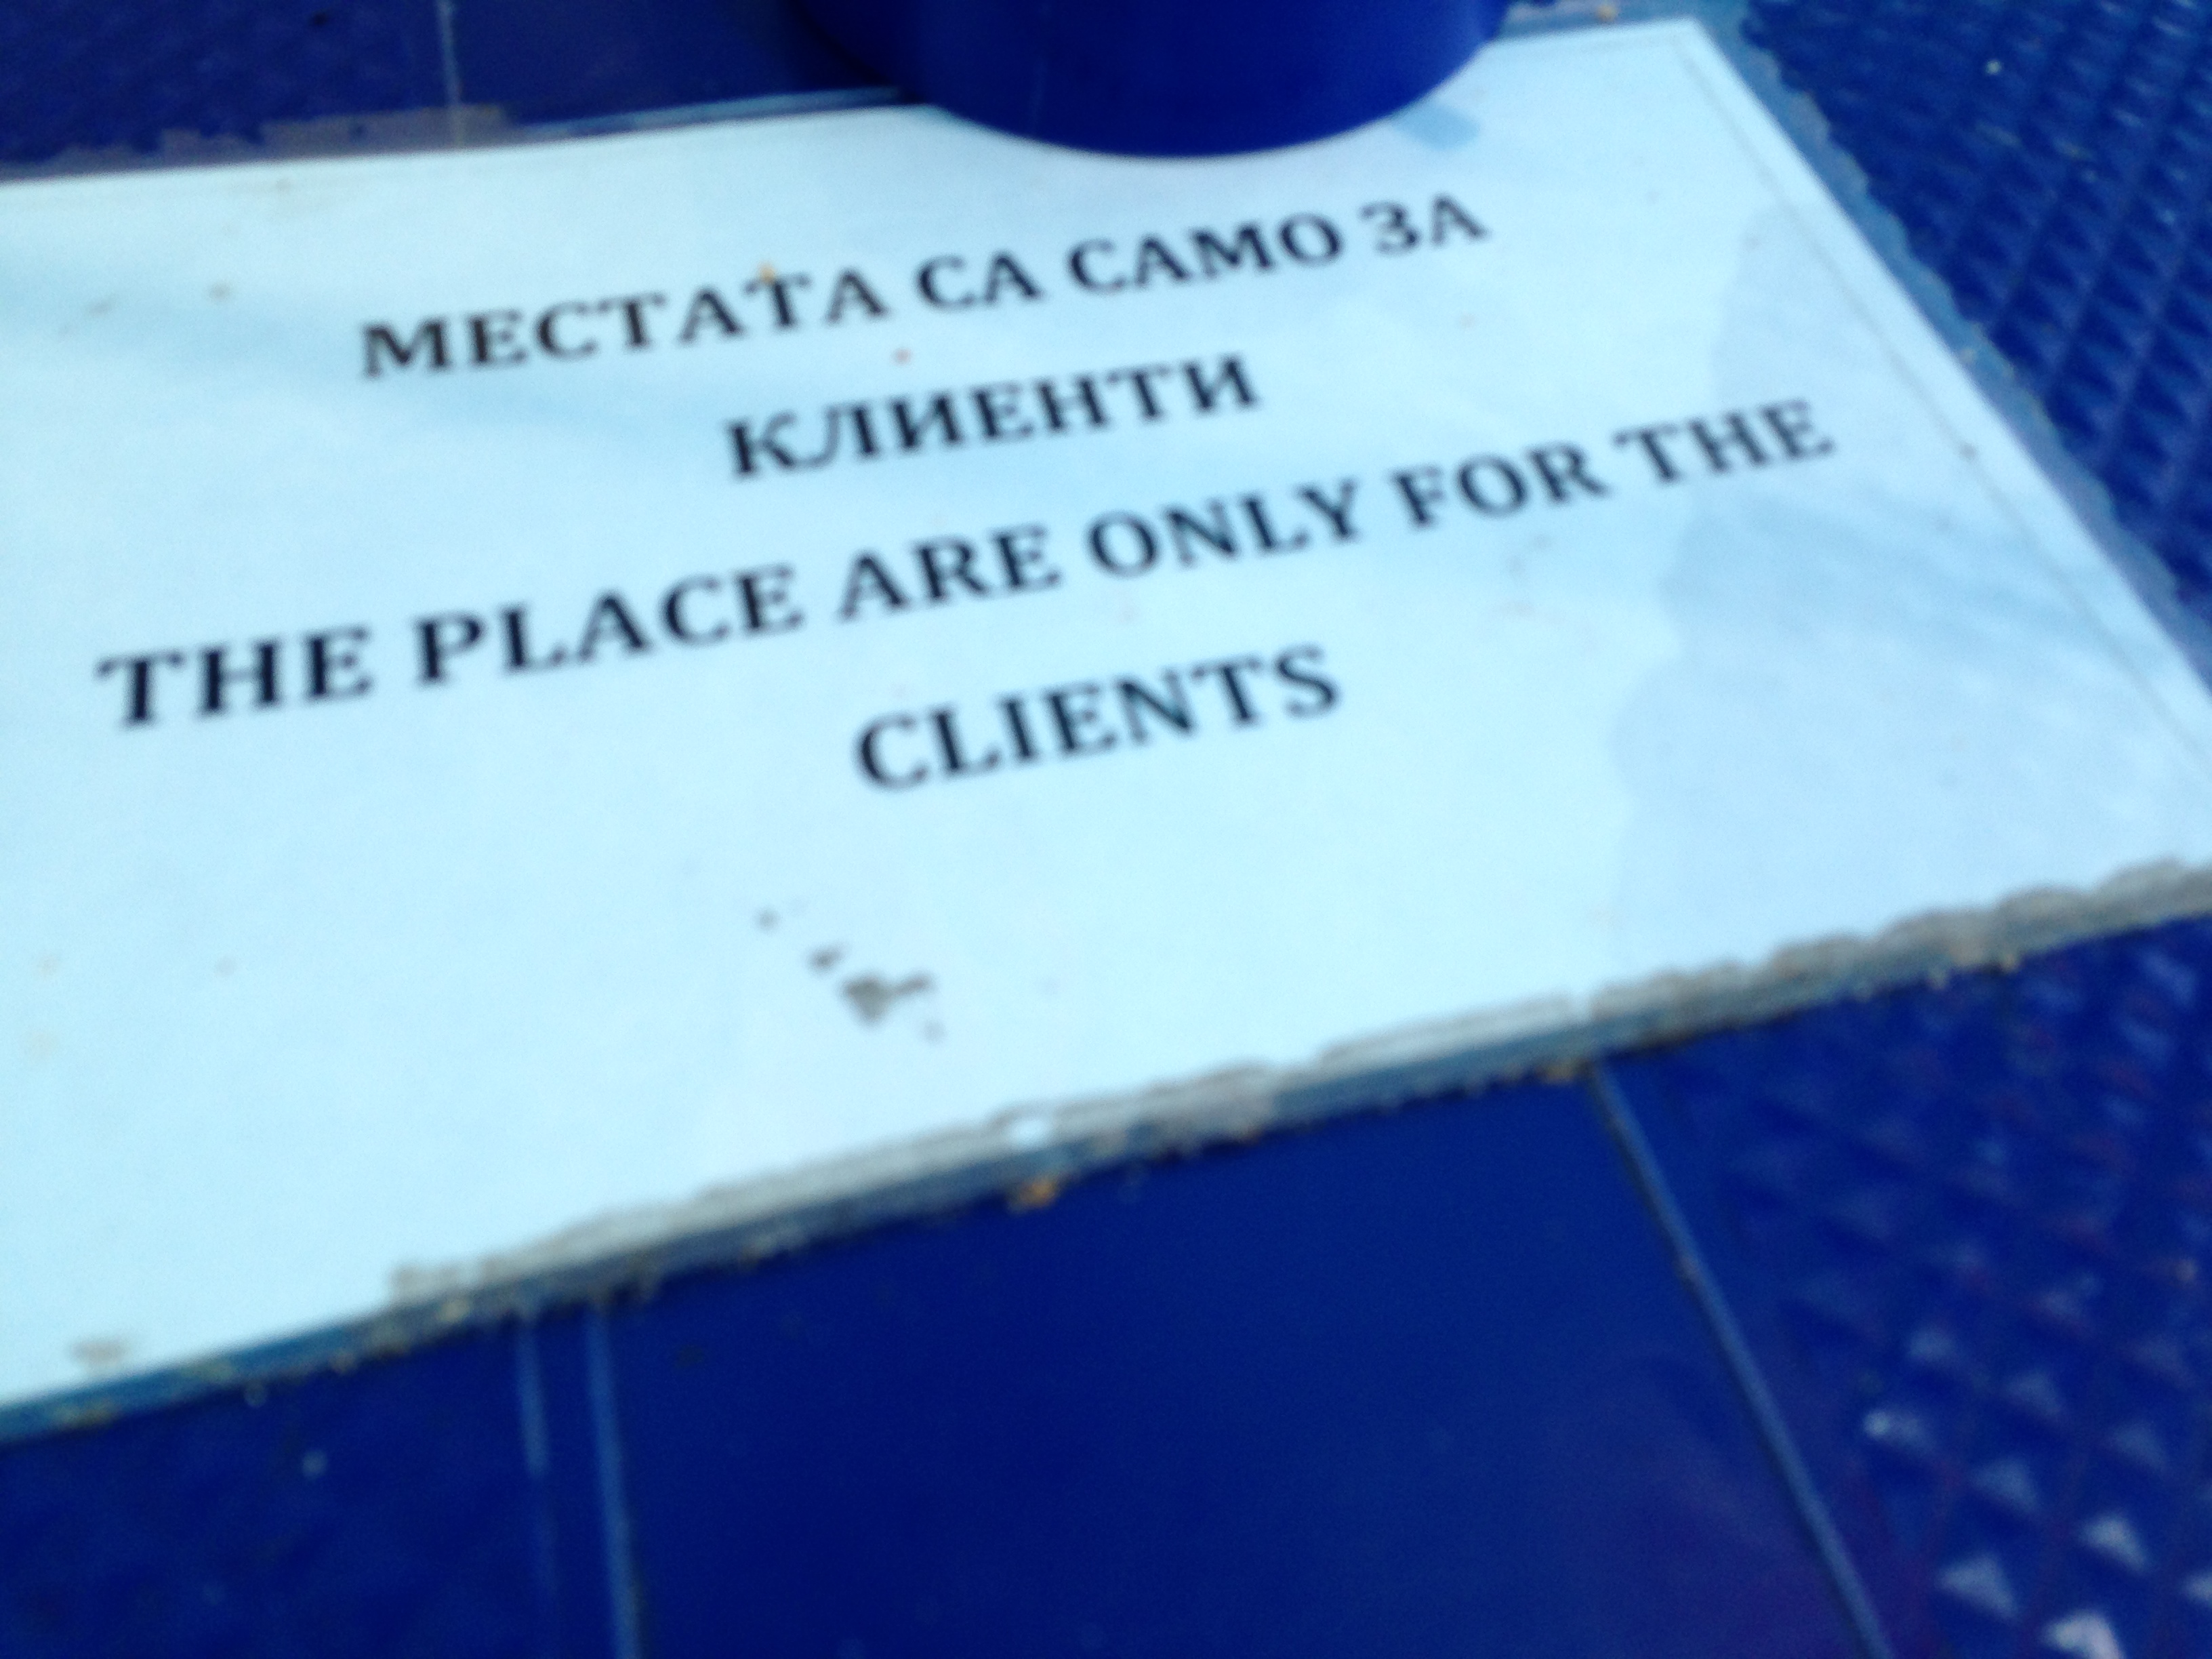 МЕСТАТА СА САМО ЗА
КЛИЕНТИ
THE PLACE ARE ONLY FOR THE
CLIENTS